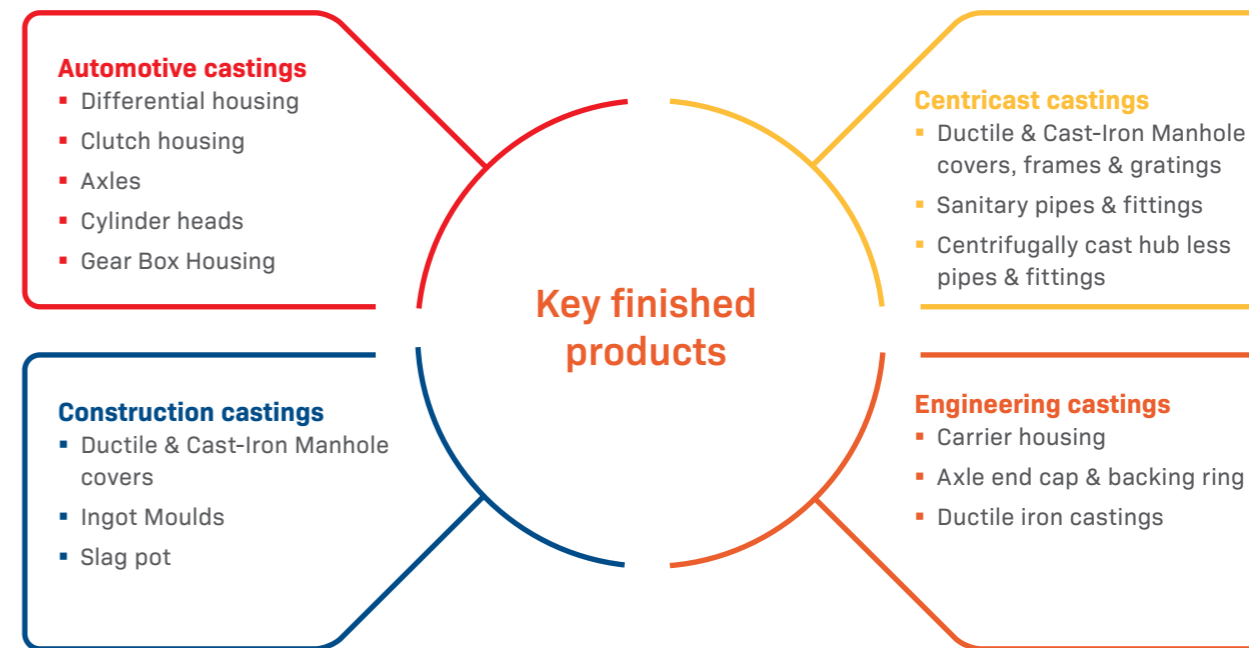 Automotive castings
▪ Differential housing
▪ Clutch housing
▪ Axles
▪ Cylinder heads
▪ Gear Box Housing
Centricast castings
▪ Ductile & Cast-Iron Manhole
covers, frames & gratings
▪ Sanitary pipes & fittings
▪ Centrifugally cast hub less
pipes & fittings
Key finished
products
Construction castings
▪ Ductile & Cast-Iron Manhole
covers
▪ Ingot Moulds
▪ Slag pot
Engineering castings
▪ Carrier housing
▪ Axle end cap & backing ring
▪ Ductile iron castings